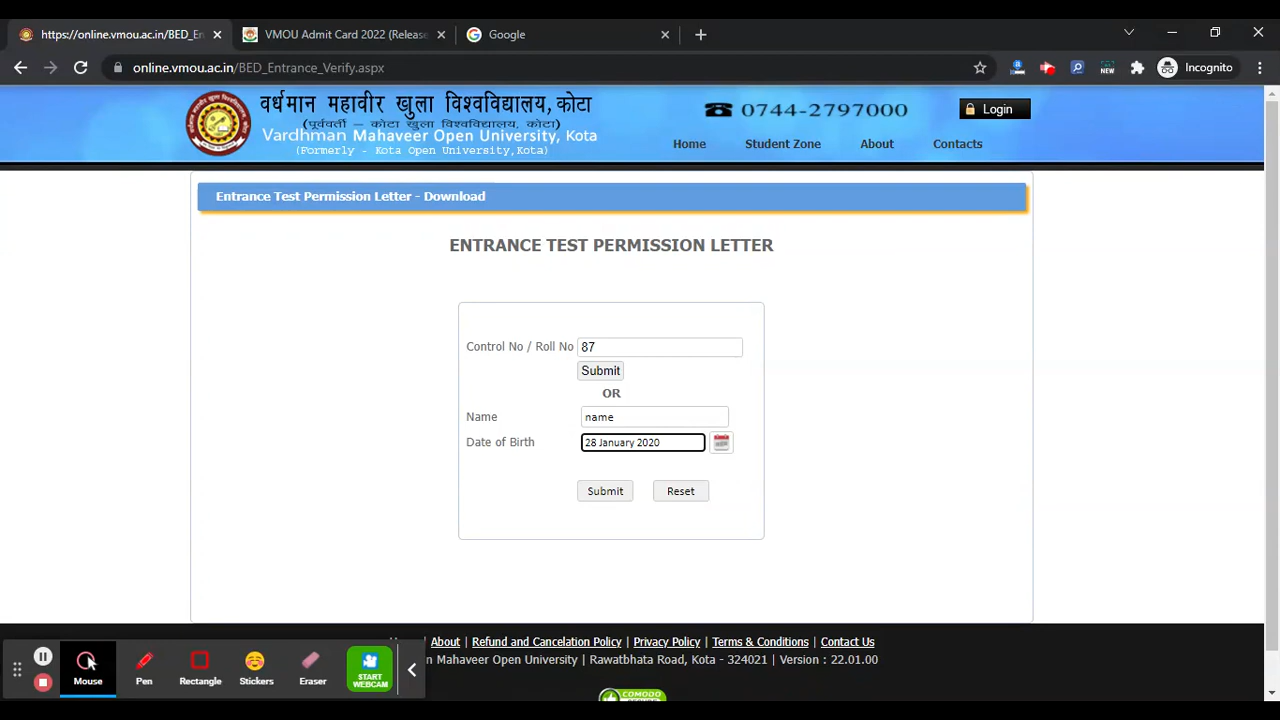 https://online.vmou.ac.in/BED_En
VMOU Admit Card 2022 (Release
Google
online.vmou.ac.in/BED_Entrance_Verify.aspx
NEW
Incognito
वर्धमान महावीर खुला विश्वविद्यालय, कोटा
(पूर्ववर्ती – कोटा खुला विश्वविद्यालय, कोटा)
Vardhman Mahaveer Open University, Kota
(Formerly - Kota Open University,Kota)
0744-2797000
Login
Home
Student Zone
About
Contacts
Entrance Test Permission Letter - Download
ENTRANCE TEST PERMISSION LETTER
Control No / Roll No
87
Submit
OR
Name
name
Date of Birth
28 January 2020
Submit
Reset
| About | Refund and Cancelation Policy | Privacy Policy | Terms & Conditions | Contact Us
Mahaveer Open University | Rawatbhata Road, Kota - 324021 | Version : 22.01.00
Mouse
Pen
Rectangle
Stickers
Eraser
START
WEBCAM
COMODO